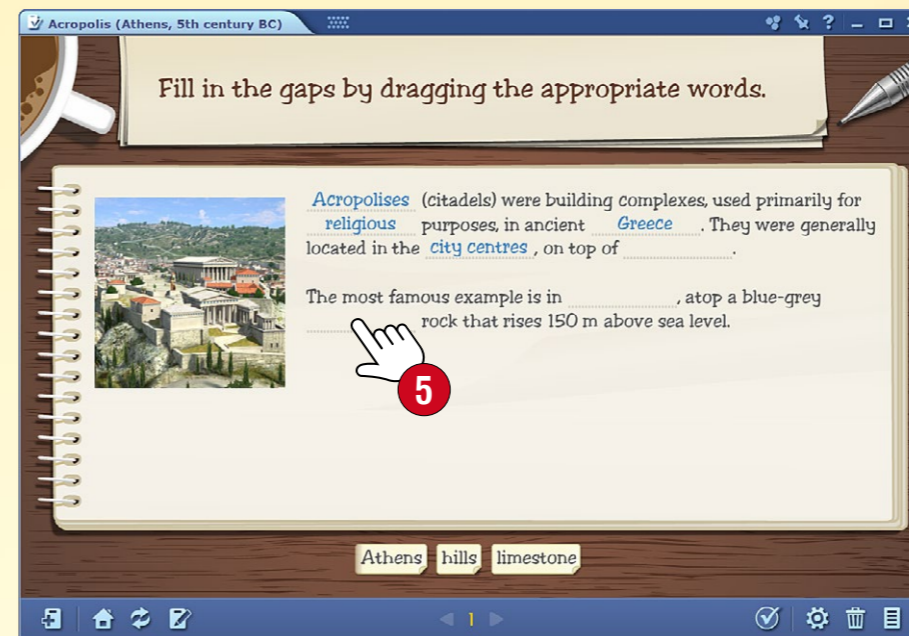 Acropolis (Athens, 5th century BC)
?
Fill in the gaps by dragging the appropriate words.
Acropolises (citadels) were building complexes, used primarily for
religious purposes, in ancient Greece. They were generally
located in the city centres, on top of .
The most famous example is in , atop a blue-grey
rock that rises 150 m above sea level.
5
Athens hills limestone
1